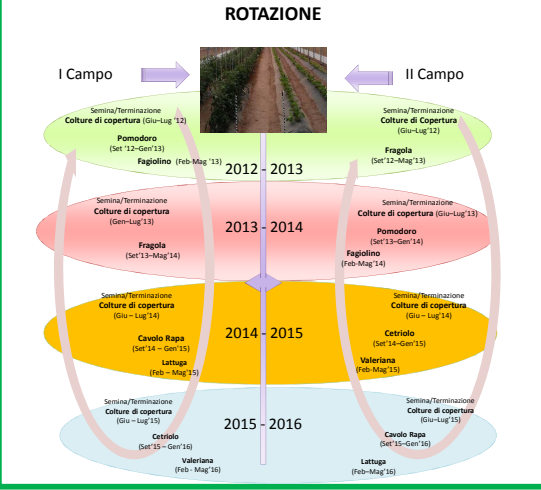 ROTAZIONE
I Campo
II Campo
Semina/Terminazione
Colture di copertura (Giu–Lug '12)
Pomodoro
(Set '12–Gen'13)
Fagiolino (Feb-Mag '13)
2012 - 2013
Semina/Terminazione
Colture di copertura
(Giu–Lug'12)
Fragola
(Set'12–Mag'13)
Semina/Terminazione
Colture di copertura
(Gen–Lug'13)
Fragola
(Set'13–Mag'14)
2013 - 2014
Semina/Terminazione
Colture di copertura (Giu–Lug'13)
Pomodoro
(Set'13–Gen'14)
Fagiolino
(Feb-Mag'14)
Semina/Terminazione
Colture di copertura
(Giu – Lug'14)
Cavolo Rapa
(Set'14 – Gen'15)
Lattuga
(Feb – Mag'15)
2014 - 2015
Semina/Terminazione
Colture di copertura
(Giu – Lug'14)
Cetriolo
(Set'14–Gen'15)
Valeriana
(Feb-Mag'15)
Semina/Terminazione
Colture di copertura
(Giu – Lug'15)
Cetriolo
(Set'15 – Gen'16)
Valeriana
(Feb - Mag'16)
2015 - 2016
Semina/Terminazione
Colture di copertura
(Giu–Lug'15)
Cavolo Rapa
(Set'15–Gen'16)
Lattuga
(Feb–Mag'16)